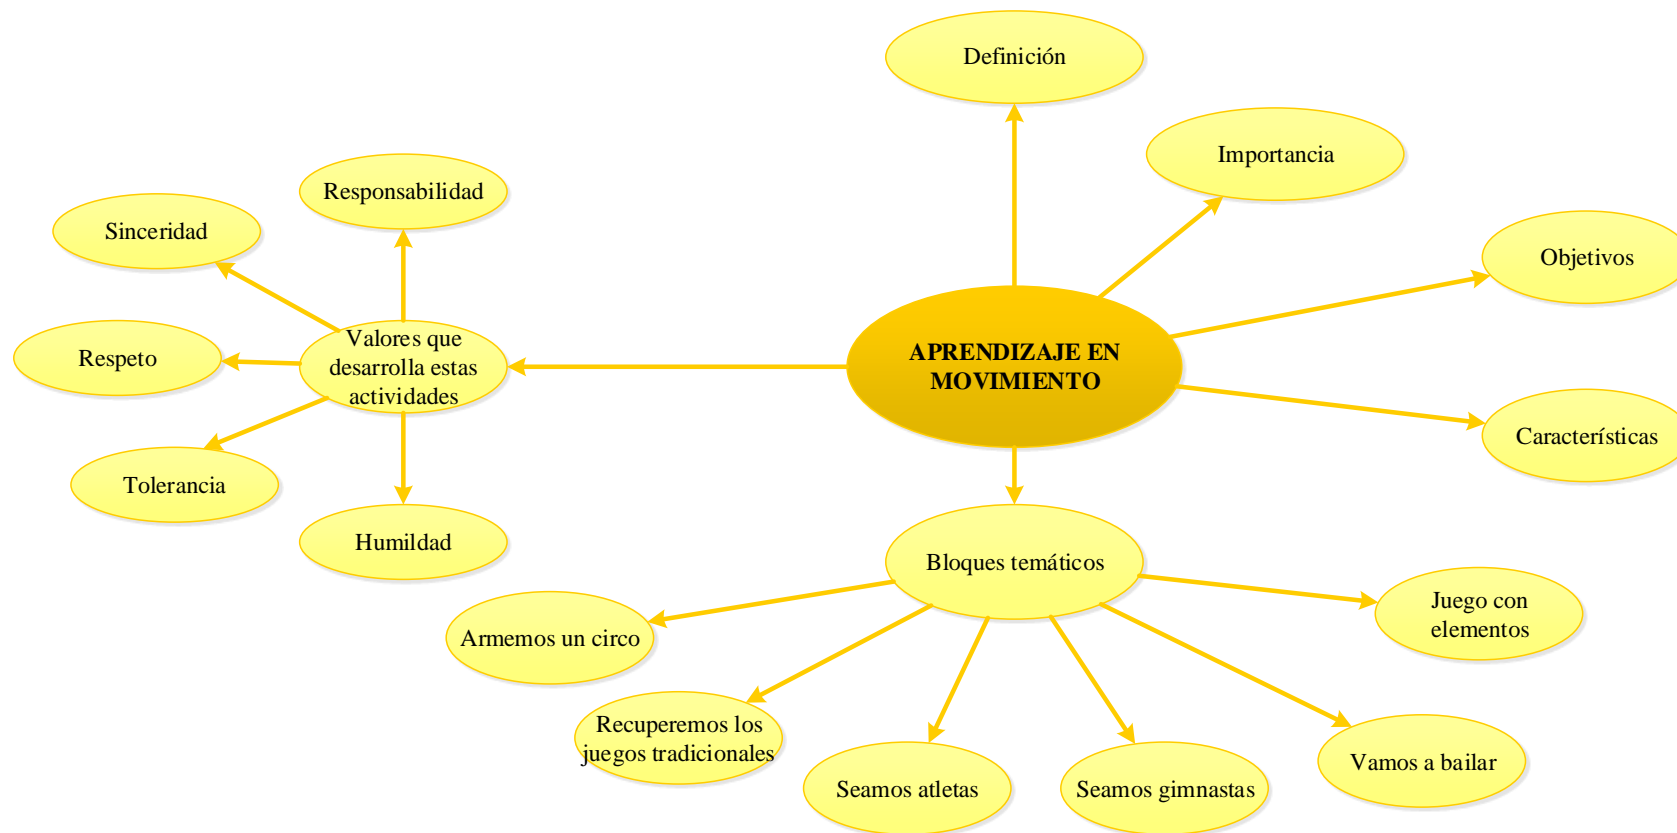 Definición
Importancia
Responsabilidad
Sinceridad
Objetivos
Valores que
desarrolla estas
actividades
Respeto
APRENDIZAJE EN
MOVIMIENTO
Características
Tolerancia
Humildad
Bloques temáticos
Juego con
elementos
Armemos un circo
Recuperemos los
juegos tradicionales
Vamos a bailar
Seamos atletas
Seamos gimnastas